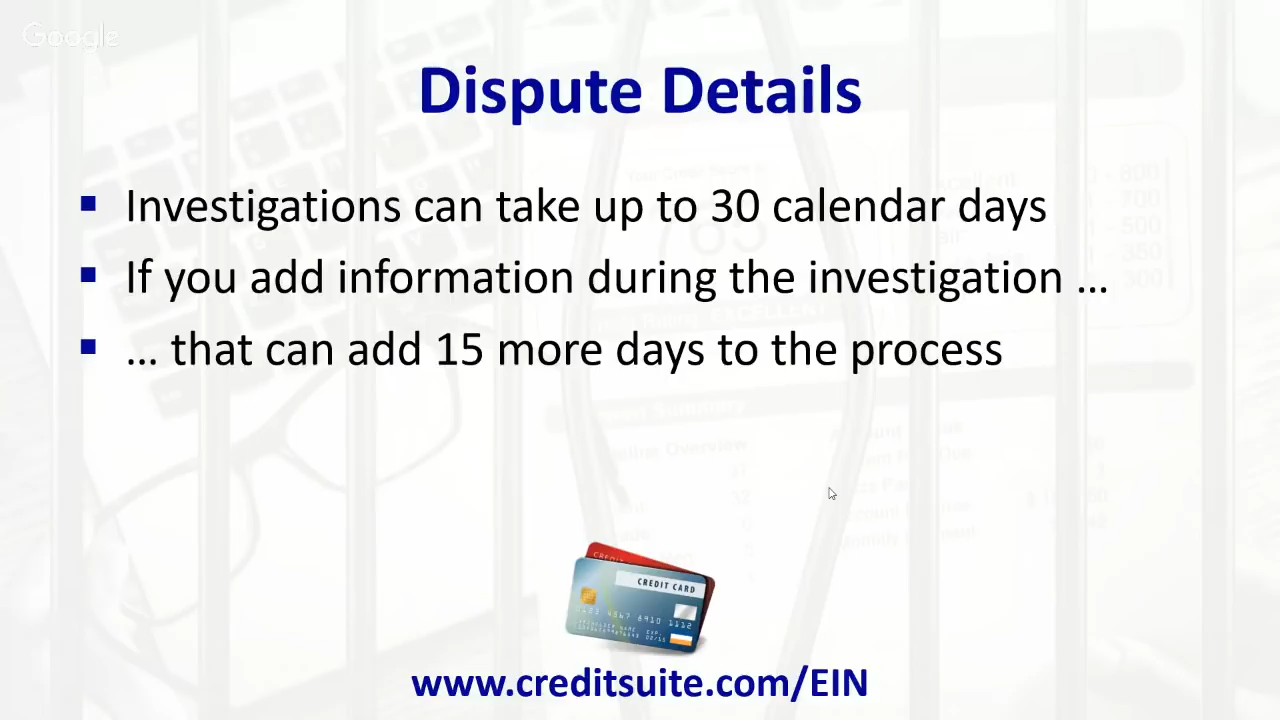 Google
Dispute Details
Investigations can take up to 30 calendar days
If you add information during the investigation ...
... that can add 15 more days to the process
CREDIT CARD
www.creditsuite.com/EIN